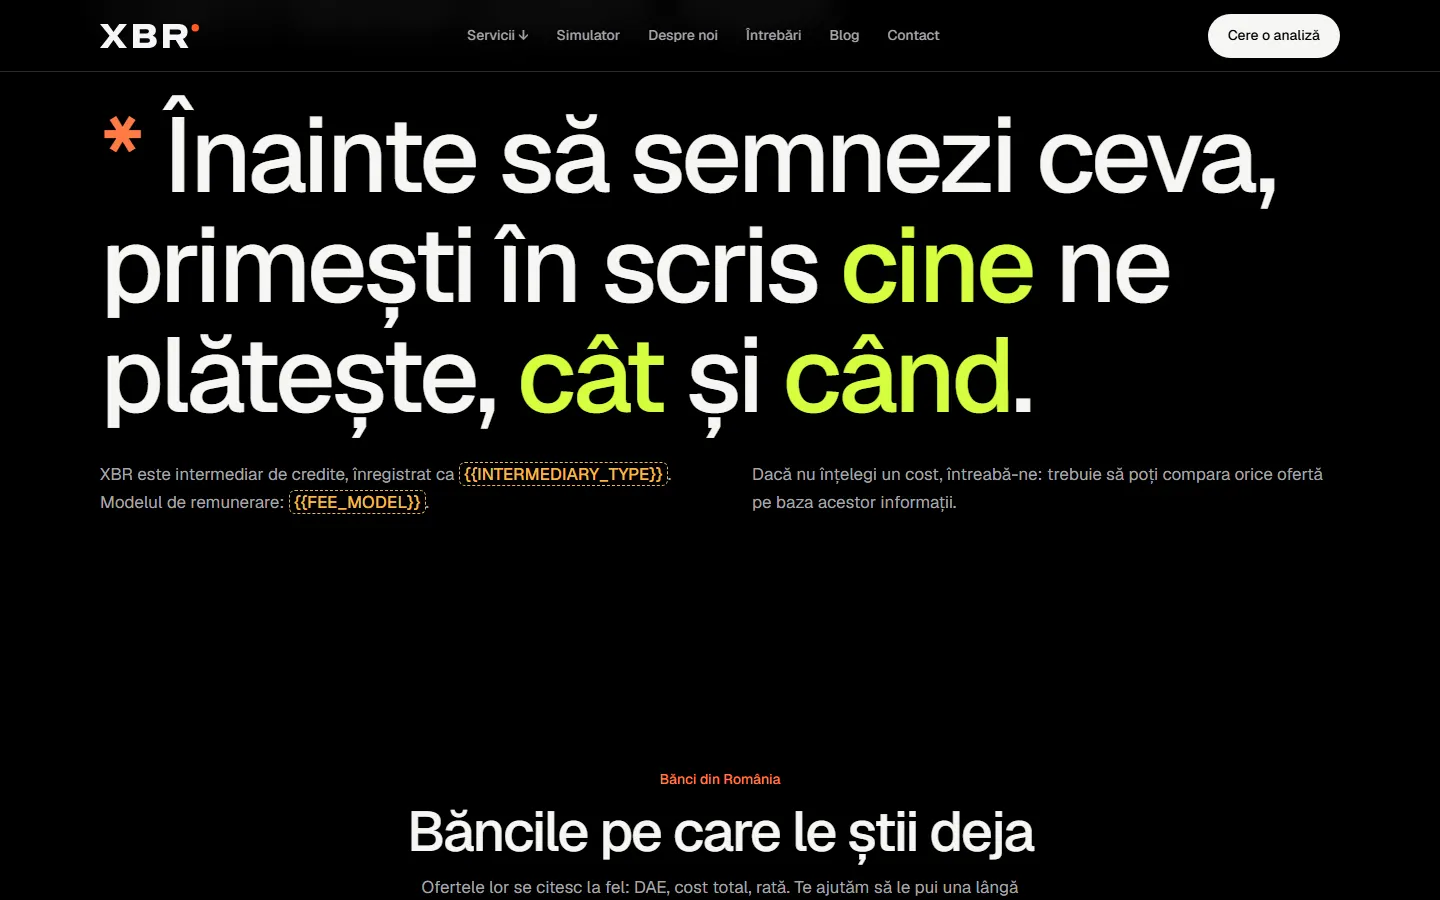 XBR
Servicii ↓
Simulator
Despre noi
Întrebări
Blog
Contact
Cere o analiză
* Înainte să semnezi ceva,
primești în scris cine ne
plătește, cât și când.
XBR este intermediar de credite, înregistrat ca {{INTERMEDIARY_TYPE}}.
Modelul de remunerare: {{FEE_MODEL}}.
Dacă nu înțelegi un cost, întreabă-ne: trebuie să poți compara orice ofertă
pe baza acestor informații.
Bănci din România
Băncile pe care le știi deja
Ofertele lor se citesc la fel: DAE, cost total, rată. Te ajutăm să le pui una lângă